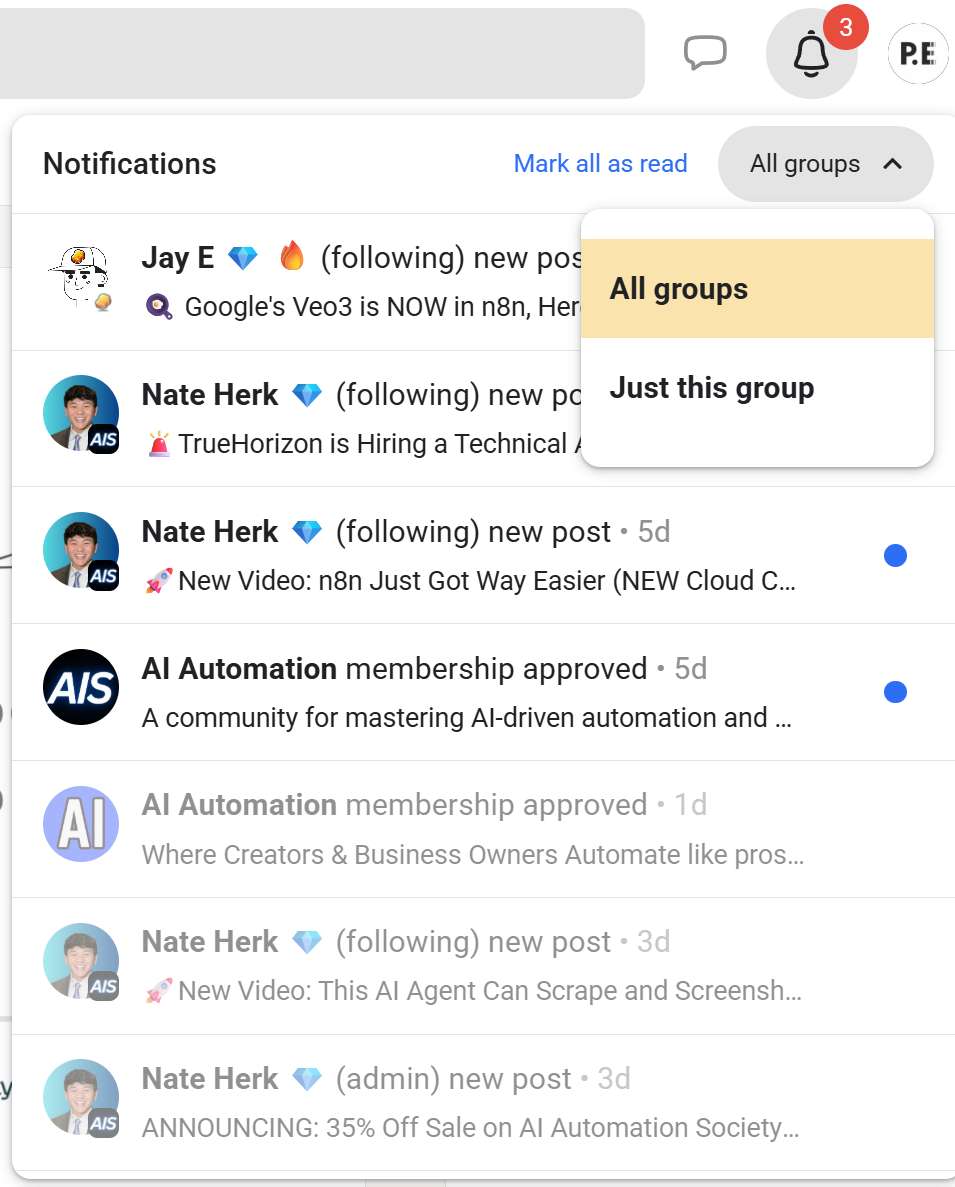 3
P.E
Notifications
Mark all as read
All groups
Jay E 💎 🔥 (following) new pos
🍳 Google's Veo3 is NOW in n8n, Her
All groups
Just this group
Nate Herk 💎 (following) new po
🚨 TrueHorizon is Hiring a Technical A
AIS
Nate Herk 💎 (following) new post • 5d
🚀 New Video: n8n Just Got Way Easier (NEW Cloud C...
AIS
AI Automation membership approved • 5d
AIS
A community for mastering AI-driven automation and ...
AI Automation membership approved • 1d
AI
Where Creators & Business Owners Automate like pros...
Nate Herk 💎 (following) new post • 3d
🚀 New Video: This AI Agent Can Scrape and Screensh...
AIS
Nate Herk 💎 (admin) new post • 3d
ANNOUNCING: 35% Off Sale on AI Automation Society...
AIS